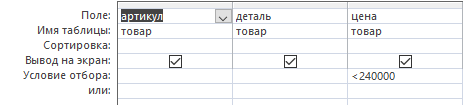 Поле: артикул деталь цена
Имя таблицы: товар товар товар
Сортировка:
Вывод на экран:
Условие отбора: <240000
или: